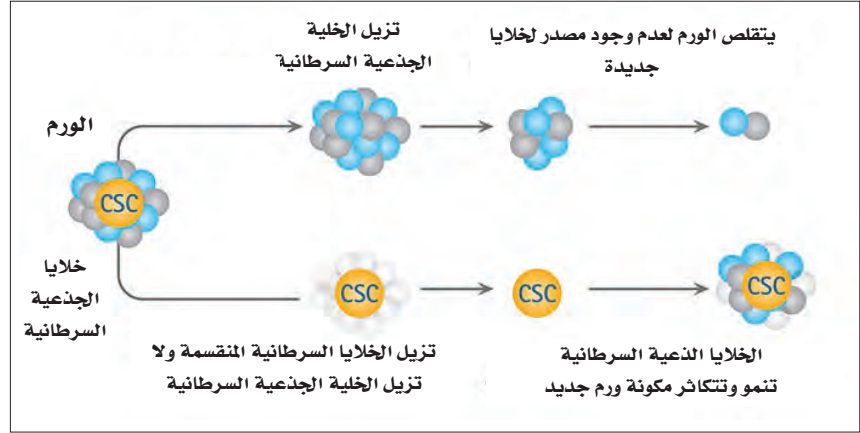 تزيل الخلية
الجذعية السرطانية
يتقلص الورم لعدم وجود مصدر لخلايا
جديدة
الورم
CSC
خلايا
الجذعية
السرطانية
CSC
CSC
CSC
تزيل الخلايا السرطانية المنقسمة ولا
تزيل الخلية الجذعية السرطانية
الخلايا الذعية السرطانية
تنمو وتتكاثر مكونة ورم جديد